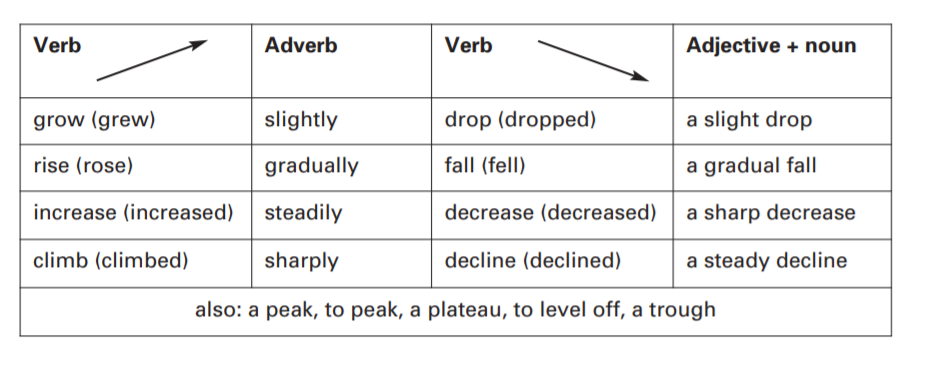 Verb Adverb Verb Adjective + noun
grow (grew) slightly drop (dropped) a slight drop
rise (rose) gradually fall (fell) a gradual fall
increase (increased) steadily decrease (decreased) a sharp decrease
climb (climbed) sharply decline (declined) a steady decline
also: a peak, to peak, a plateau, to level off, a trough